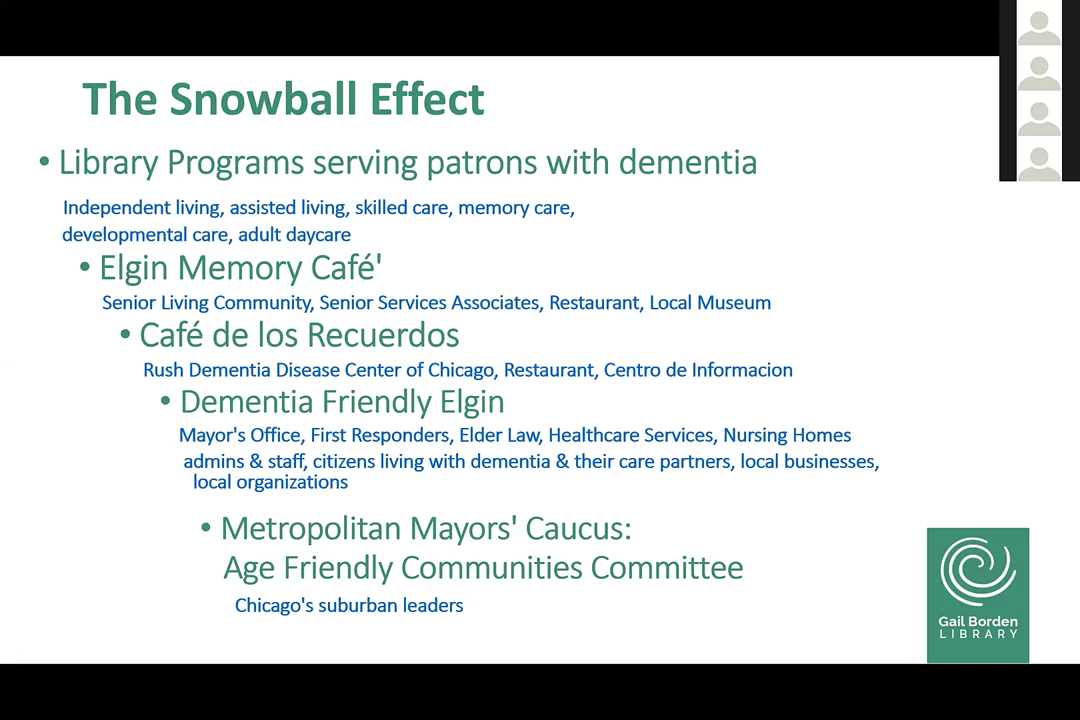 The Snowball Effect
• Library Programs serving patrons with dementia
Independent living, assisted living, skilled care, memory care,
developmental care, adult daycare
• Elgin Memory Café'
Senior Living Community, Senior Services Associates, Restaurant, Local Museum
• Café de los Recuerdos
Rush Dementia Disease Center of Chicago, Restaurant, Centro de Informacion
• Dementia Friendly Elgin
Mayor's Office, First Responders, Elder Law, Healthcare Services, Nursing Homes
admins & staff, citizens living with dementia & their care partners, local businesses,
local organizations
• Metropolitan Mayors' Caucus:
Age Friendly Communities Committee
Chicago's suburban leaders
Gail Borden
LIBRARY